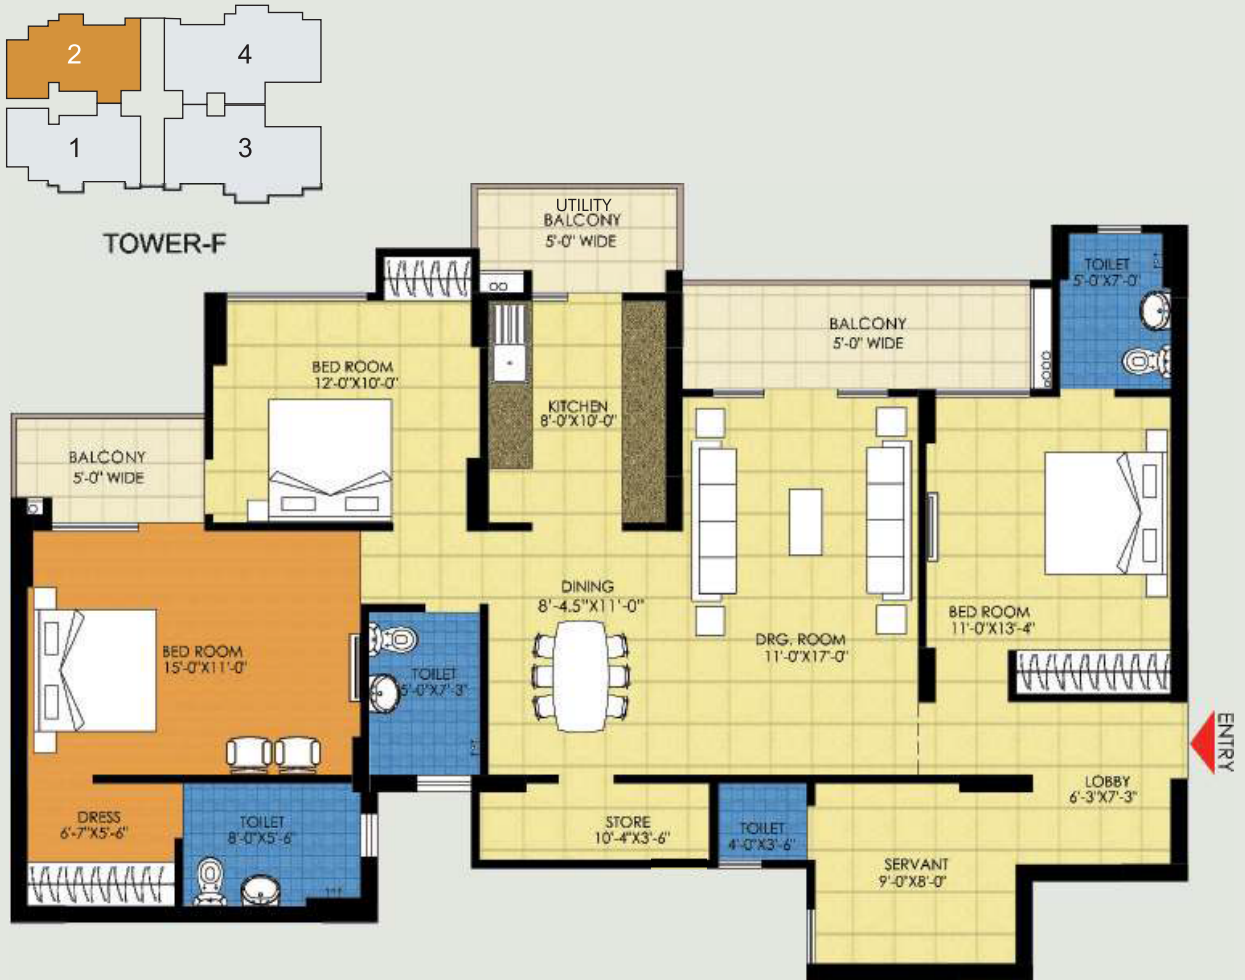 2
4
1
3
TOWER-F
UTILITY
BALCONY
5'-0" WIDE
TOILET
5'-0"X7'-0"
BALCONY
5'-0" WIDE
BED ROOM
12'-0"X10'-0"
KITCHEN
8'-0"X10'-0"
BALCONY
5'-0" WIDE
DINING
8'-4.5"X11'-0"
BED ROOM
11'-0"X13'-4"
DRG. ROOM
11'-0"X17'-0"
BED ROOM
15'-0"X11'-0"
TOILET
5'-0"X7'-3"
ENTRY
LOBBY
6'-3"X7'-3"
DRESS
6'-7"X5'-6"
TOILET
8'-0"X5'-6"
STORE
10'-4"X3'-6"
TOILET
4'-0"X3'-6"
SERVANT
9'-0"X8'-0"